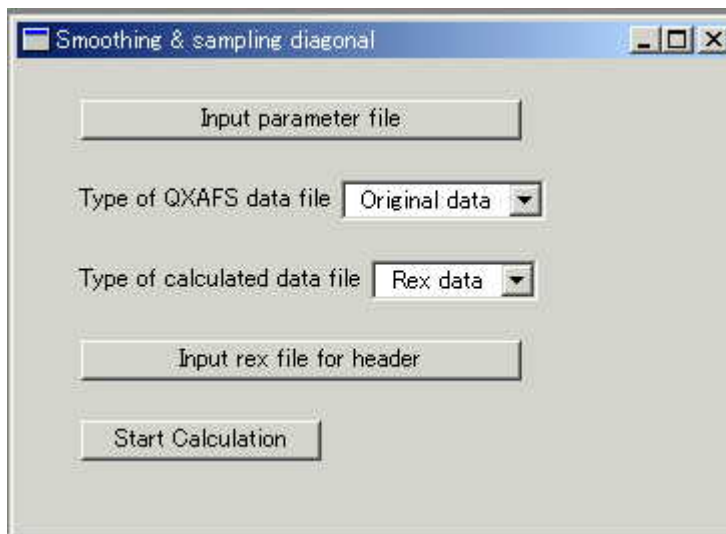 Smoothing & sampling diagonal
Input parameter file
Type of QXAFS data file Original data
Type of calculated data file Rex data
Input rex file for header
Start Calculation